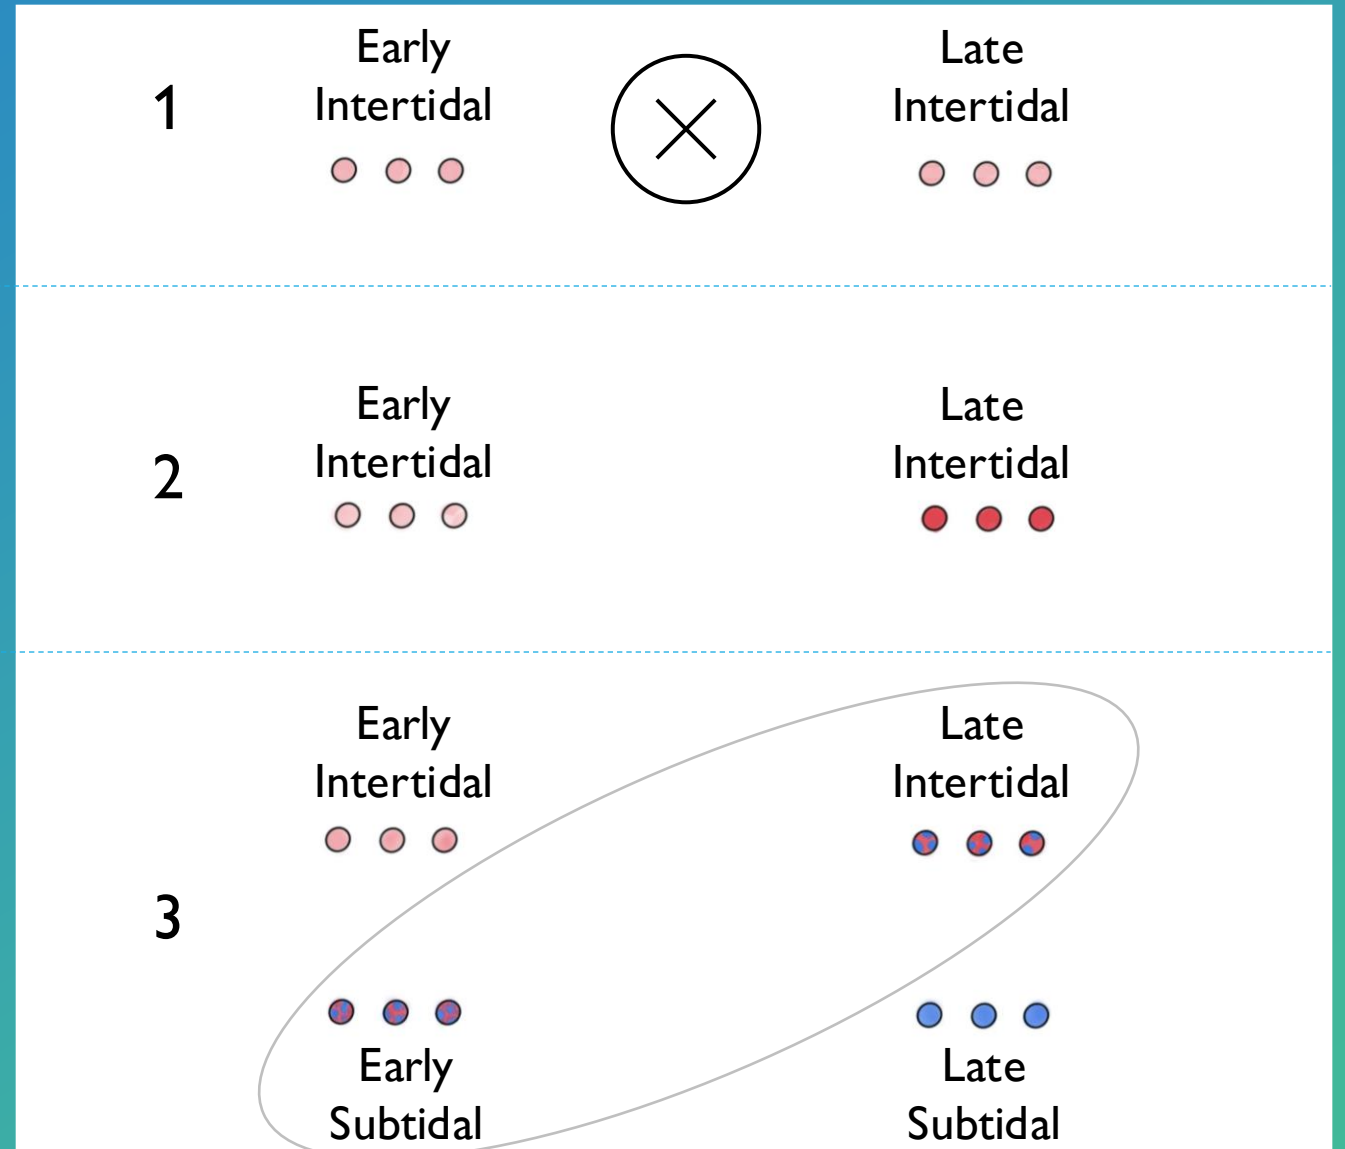 1
Early
Intertidal
Late
Intertidal
2
Early
Intertidal
Late
Intertidal
3
Early
Intertidal
Late
Intertidal
Early
Subtidal
Late
Subtidal